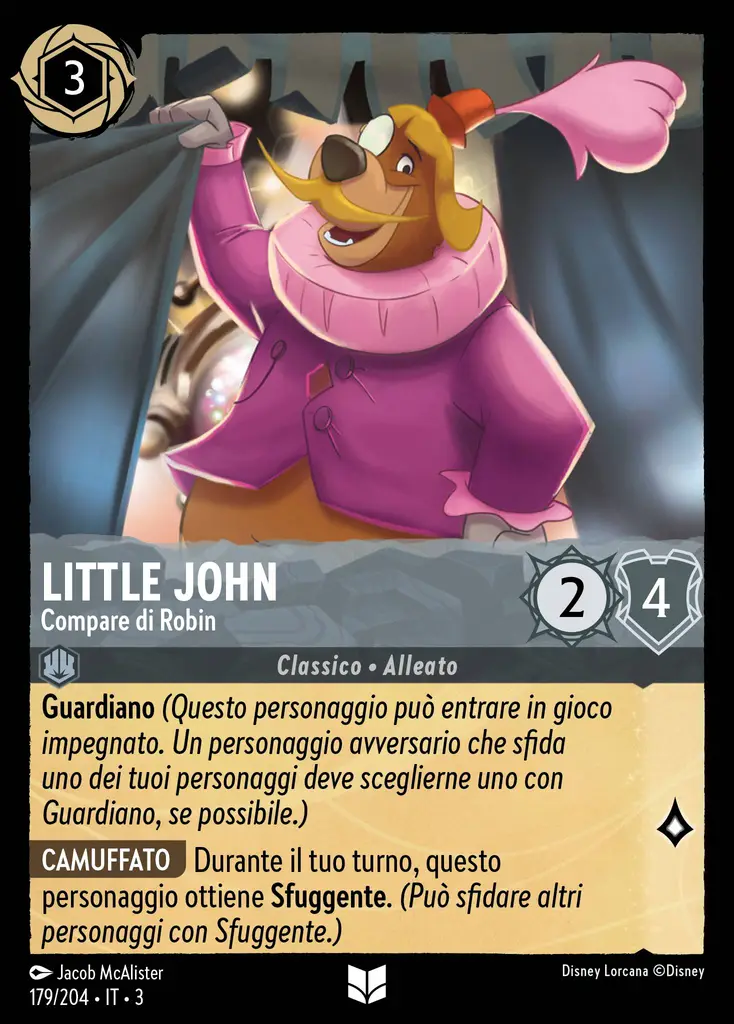 3
LITTLE JOHN
Compare di Robin
2
4
Classico • Alleato
Guardiano (Questo personaggio può entrare in gioco
impegnato. Un personaggio avversario che sfida
uno dei tuoi personaggi deve sceglierne uno con
Guardiano, se possibile.)
CAMUFFATO Durante il tuo turno, questo
personaggio ottiene Sfuggente. (Può sfidare altri
personaggi con Sfuggente.)
Jacob McAlister
Disney Lorcana ©Disney
179/204 • IT • 3